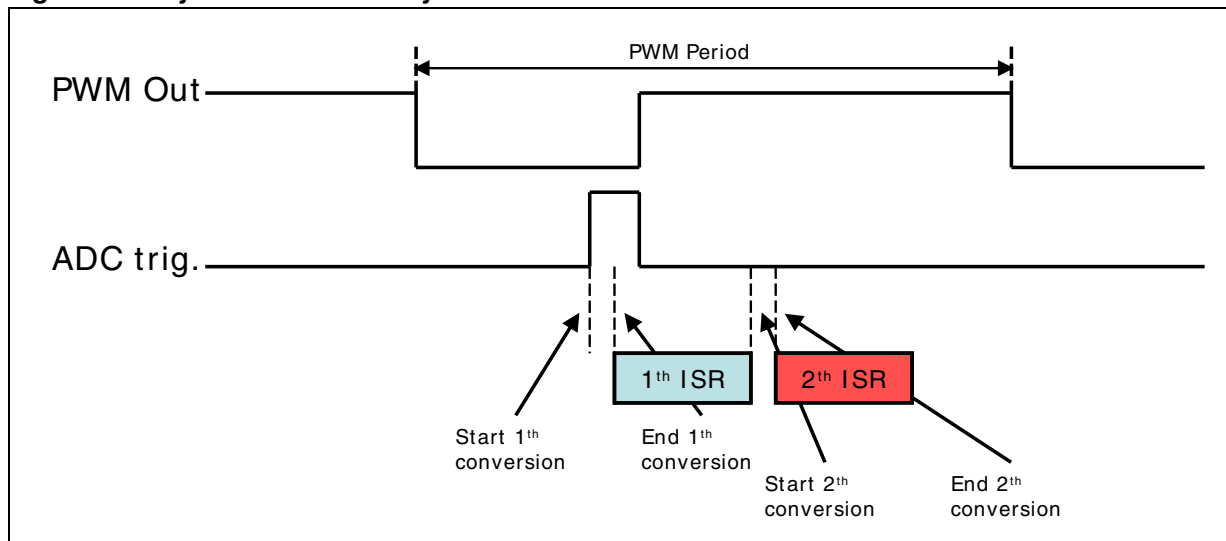 PWM Period
PWM Out
ADC trig.
1th ISR
2th ISR
Start 1th
conversion
End 1th
conversion
Start 2th
conversion
End 2th
conversion